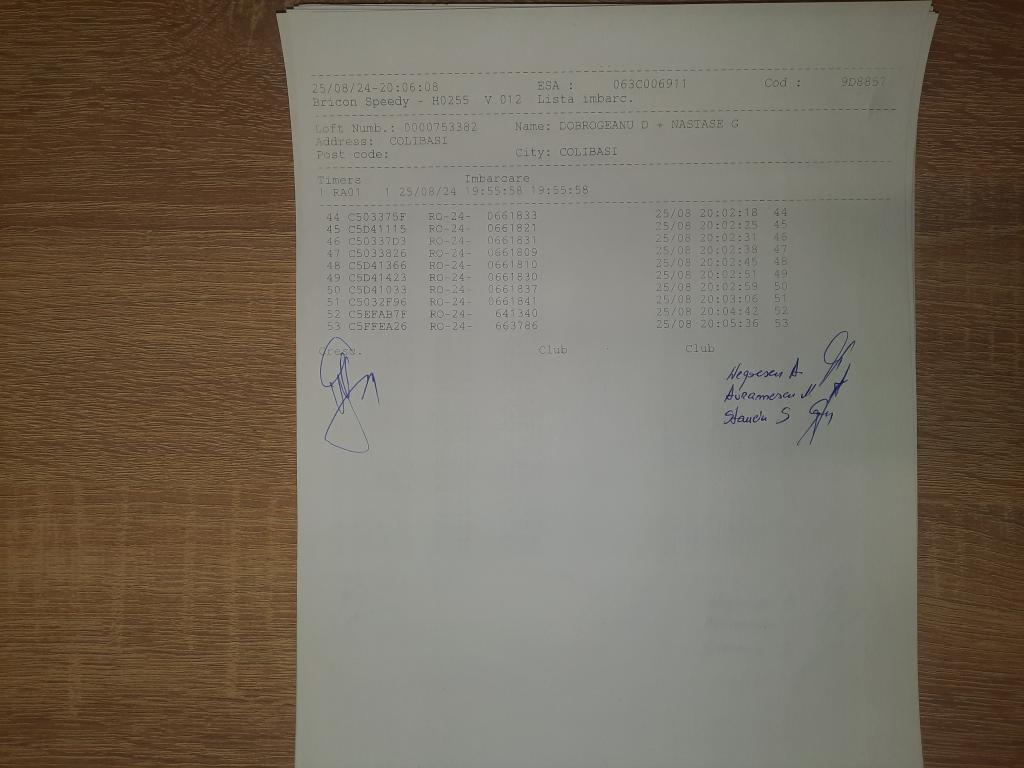 25/08/24-20:06:08 ESA : 063C006911 Cod : 9D8857
Bricon Speedy - H0255 V 012 Lista imbarc.
Loft Numb.: 0000753382 Name: DOBROGEANU D + NASTASE G
Address: COLIBASI
Post code: City: COLIBASI
Timers Imbarcare
1 RA01 1 25/08/24 19:55:58 19:55:58
44 C503375F RO-24- 0661833 25/08 20:02:18 44
45 C5D41115 RO-24- 0661821 25/08 20:02:25 45
46 C50337D3 RO-24- 0661831 25/08 20:02:31 46
47 C5033826 RO-24- 0661809 25/08 20:02:38 47
48 C5D41366 RO-24- 0661810 25/08 20:02:45 48
49 C5D41423 RO-24- 0661830 25/08 20:02:51 49
50 C5D41033 RO-24- 0661837 25/08 20:02:59 50
51 C5032F96 RO-24- 0661841 25/08 20:03:06 51
52 C5EFAB7F RO-24- 641340 25/08 20:04:42 52
53 C5FFEA26 RO-24- 663786 25/08 20:05:36 53
Club Club
Negoescu A
Avramescu M
Stanciu S